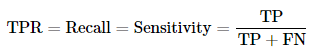 TPR = Recall = Sensitivity = TP / (TP + FN)